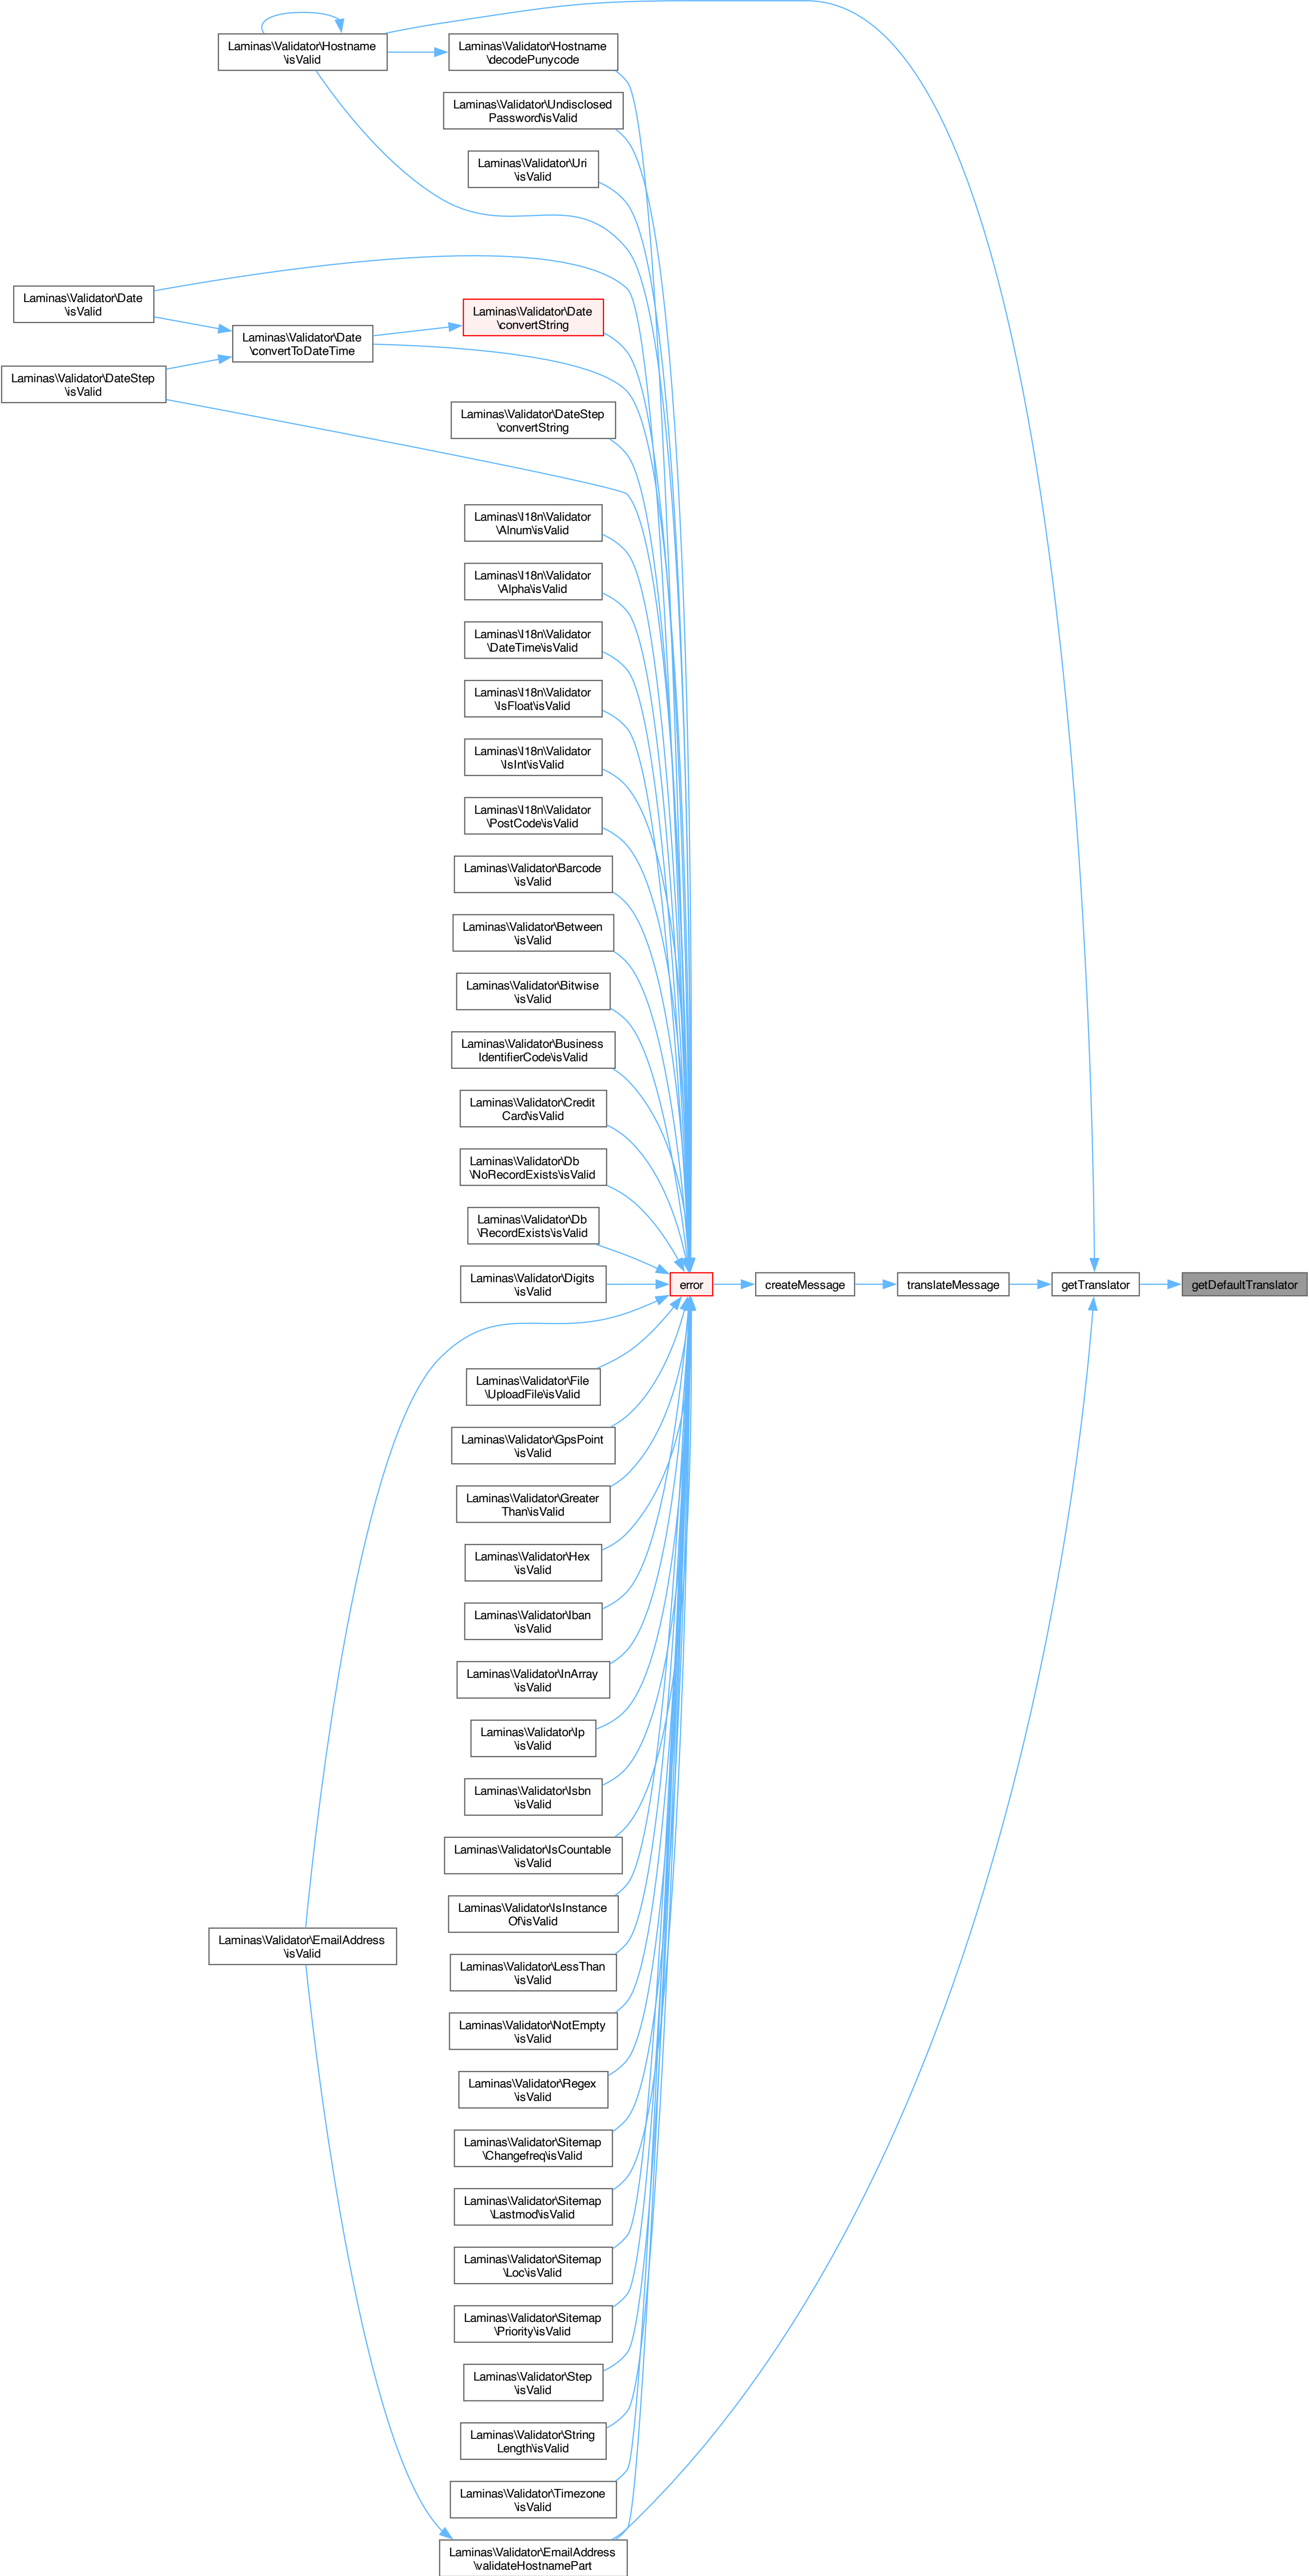 Laminas\Validator\Hostname
\isValid
Laminas\Validator\Hostname
\decodePunycode
Laminas\Validator\Undisclosed
Password\isValid
Laminas\Validator\Uri
\isValid
Laminas\Validator\Date
\isValid
Laminas\Validator\Date
\convertToDateTime
Laminas\Validator\Date
\convertString
Laminas\Validator\DateStep
\isValid
Laminas\Validator\DateStep
\convertString
Laminas\I18n\Validator
\Alnum\isValid
Laminas\I18n\Validator
\Alpha\isValid
Laminas\I18n\Validator
\DateTime\isValid
Laminas\I18n\Validator
\IsFloat\isValid
Laminas\I18n\Validator
\IsInt\isValid
Laminas\I18n\Validator
\PostCode\isValid
Laminas\Validator\Barcode
\isValid
Laminas\Validator\Between
\isValid
Laminas\Validator\Bitwise
\isValid
Laminas\Validator\Business
IdentifierCode\isValid
Laminas\Validator\Credit
Card\isValid
Laminas\Validator\Db
\NoRecordExists\isValid
Laminas\Validator\Db
\RecordExists\isValid
Laminas\Validator\Digits
\isValid
error
createMessage
translateMessage
getTranslator
getDefaultTranslator
Laminas\Validator\File
\UploadFile\isValid
Laminas\Validator\GpsPoint
\isValid
Laminas\Validator\Greater
Than\isValid
Laminas\Validator\Hex
\isValid
Laminas\Validator\Iban
\isValid
Laminas\Validator\InArray
\isValid
Laminas\Validator\Ip
\isValid
Laminas\Validator\Isbn
\isValid
Laminas\Validator\IsCountable
\isValid
Laminas\Validator\IsInstance
Of\isValid
Laminas\Validator\EmailAddress
\isValid
Laminas\Validator\LessThan
\isValid
Laminas\Validator\NotEmpty
\isValid
Laminas\Validator\Regex
\isValid
Laminas\Validator\Sitemap
\Changefreq\isValid
Laminas\Validator\Sitemap
\Lastmod\isValid
Laminas\Validator\Sitemap
\Loc\isValid
Laminas\Validator\Sitemap
\Priority\isValid
Laminas\Validator\Step
\isValid
Laminas\Validator\String
Length\isValid
Laminas\Validator\Timezone
\isValid
Laminas\Validator\EmailAddress
\validateHostnamePart